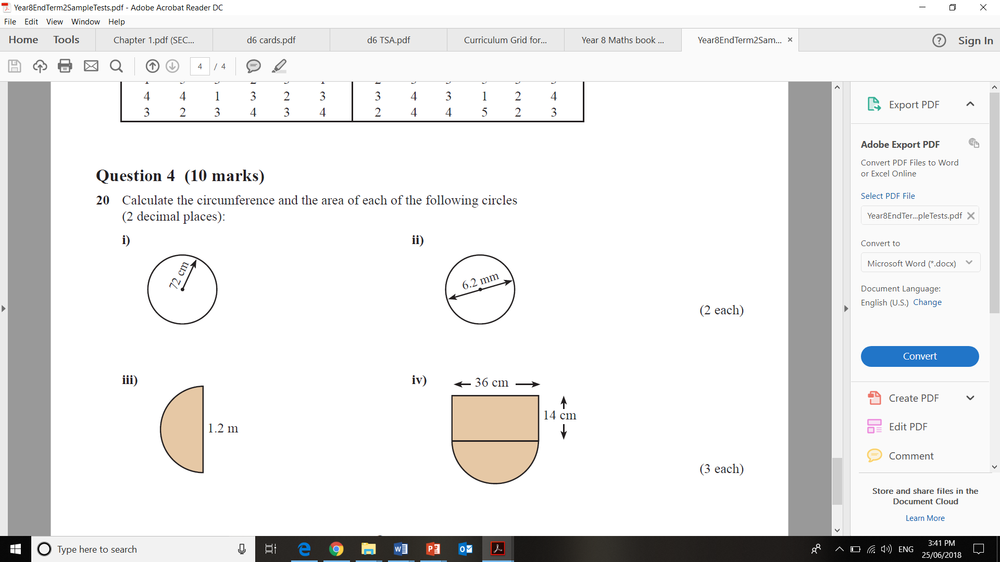 Year8EndTerm2SampleTests.pdf - Adobe Acrobat Reader DC
File Edit View Window Help
Home Tools Chapter 1.pdf (SEC... d6 cards.pdf d6 TSA.pdf Curriculum Grid for... Year 8 Maths book ... Year8EndTerm2Sam... × ? Sign In
4 / 4
4 4 1 3 2 3 3 4 3 1 2 4
3 2 3 4 3 4 2 4 4 5 2 3
Question 4 (10 marks)
20 Calculate the circumference and the area of each of the following circles
(2 decimal places):
i) ii)
72 cm
6.2 mm
(2 each)
iii) iv)
36 cm
14 cm
1.2 m
(3 each)
Export PDF
Adobe Export PDF
Convert PDF Files to Word
or Excel Online
Select PDF File
Year8EndTer...pleTests.pdf
Convert to
Microsoft Word (*.docx)
Document Language:
English (U.S.) Change
Convert
Create PDF
Edit PDF
Comment
Store and share files in the
Document Cloud
Learn More
Type here to search
ENG
3:41 PM
25/06/2018